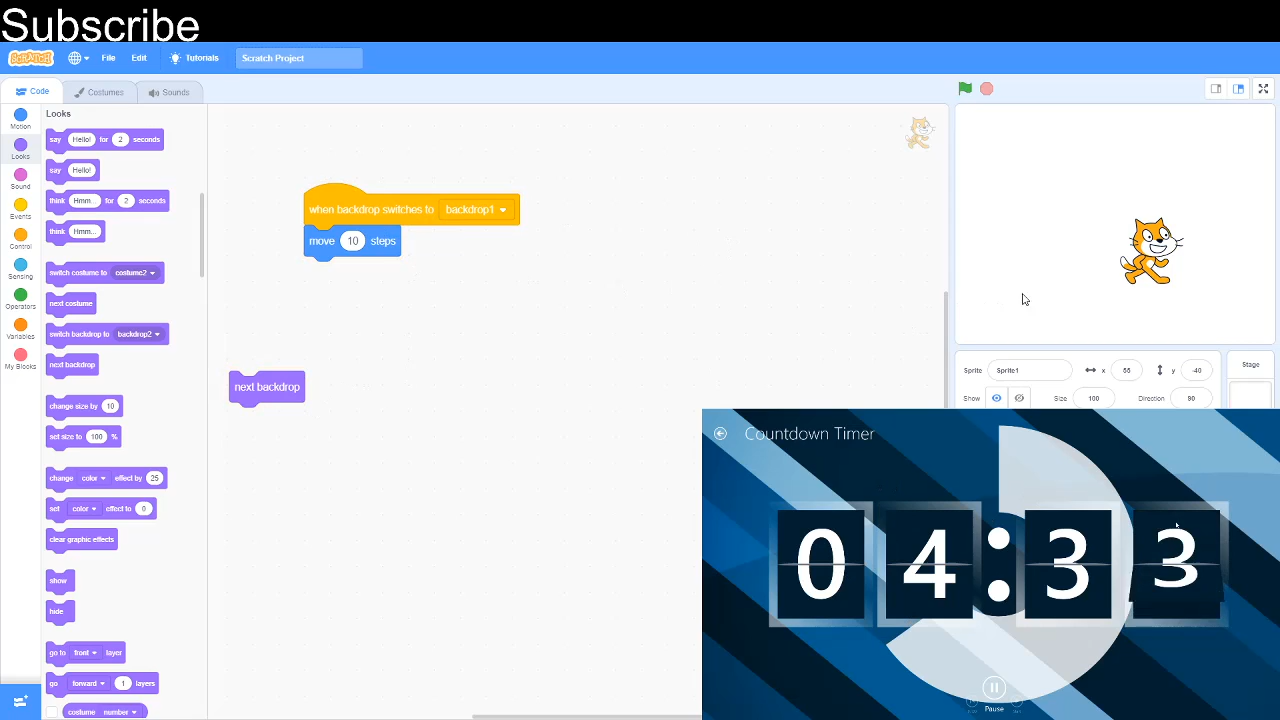 Subscribe
SCRATCH
File
Edit
Tutorials
Scratch Project
Code
Costumes
Sounds
Motion
Looks
Sound
Events
Control
Sensing
Operators
Variables
My Blocks
Looks
say Hello! for 2 seconds
say Hello!
think Hmm... for 2 seconds
think Hmm...
switch costume to costume2
next costume
switch backdrop to backdrop2
next backdrop
change size by 10
set size to 100 %
change color effect by 25
set color effect to 0
clear graphic effects
show
hide
go to front layer
go forward 1 layers
costume number
when backdrop switches to backdrop1
move 10 steps
next backdrop
Sprite Sprite1 x 56 y -40
Show Size 100 Direction 90
Stage
Countdown Timer
04:33
Pause